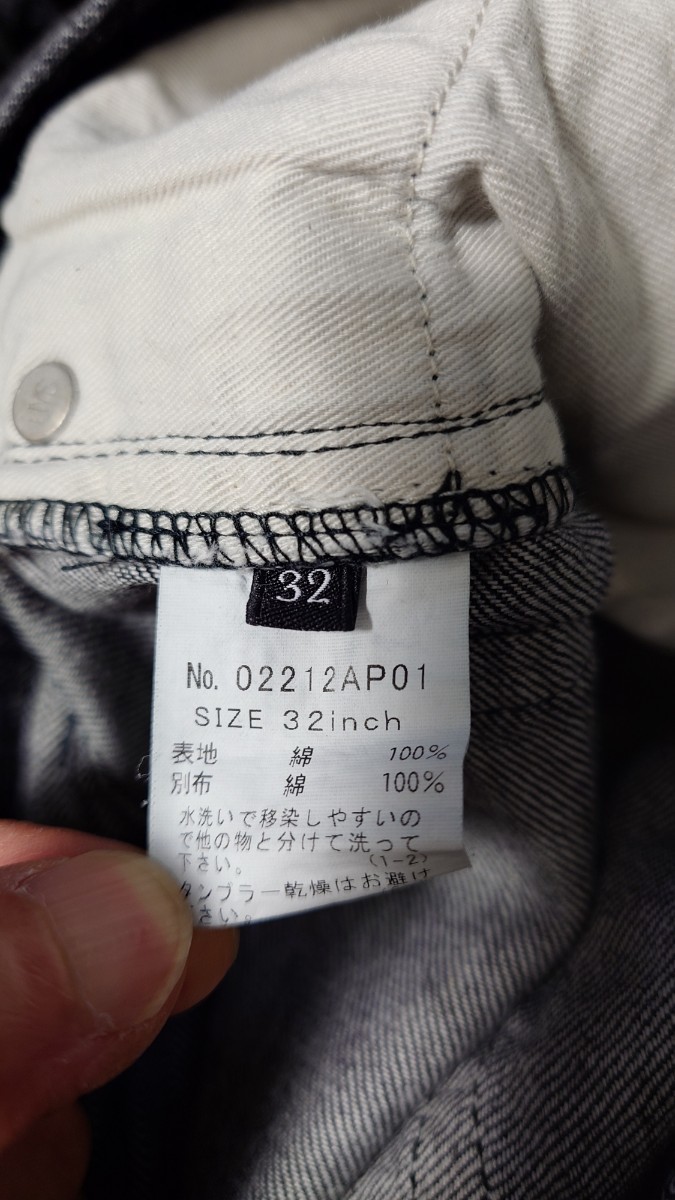 32
No. 02212AP01
SIZE 32inch
表地 綿 100%
別布 綿 100%
水洗いで移染しやすいの
で他の物と分けて洗って
下さい。 (1-2)
タンブラー乾燥はお避け
さい。